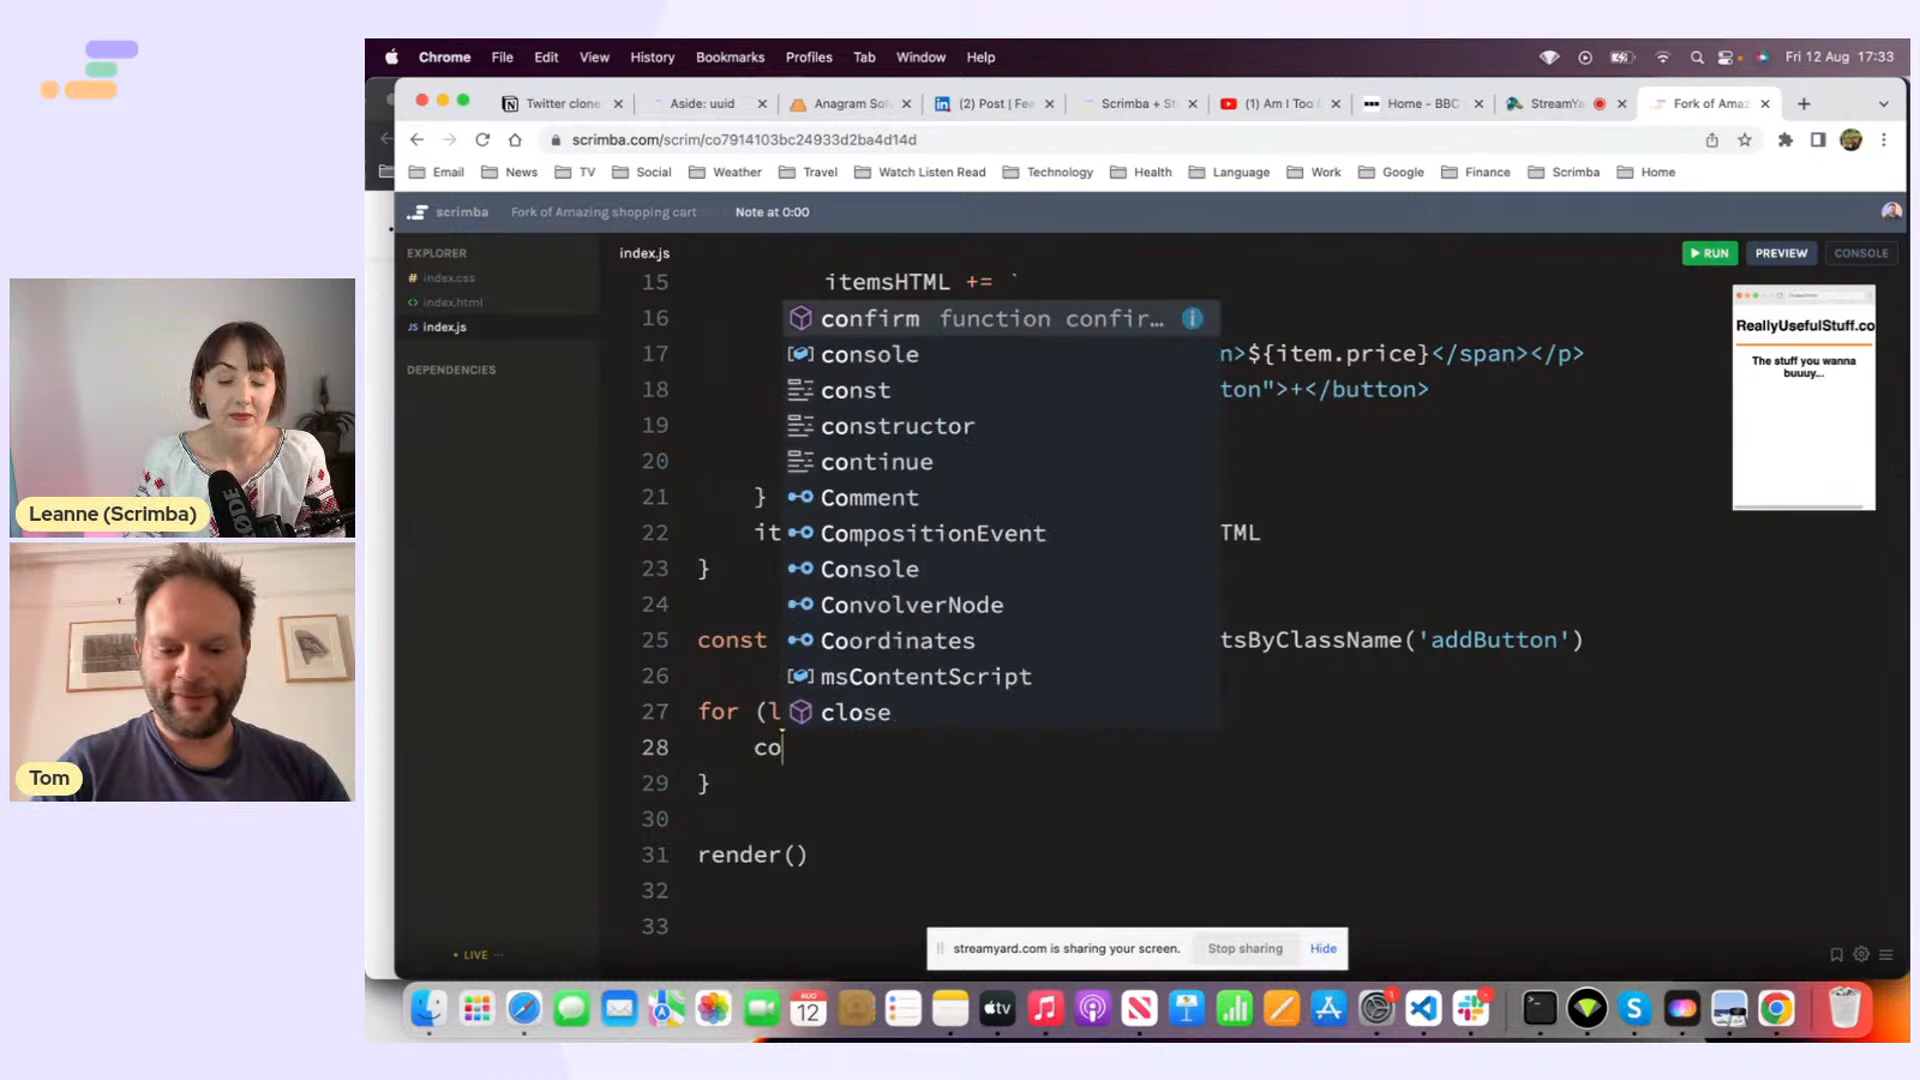 Chrome File Edit View History Bookmarks Profiles Tab Window Help Fri 12 Aug 17:33
Twitter clone Aside: uuid Anagram Sol (2) Post | Fee Scrimba + St (1) Am I Too Home - BBC StreamYa Fork of Amaz
scrimba.com/scrim/co7914103bc24933d2ba4d14d
Email News TV Social Weather Travel Watch Listen Read Technology Health Language Work Google Finance Scrimba Home
scrimba Fork of Amazing shopping cart Note at 0:00
EXPLORER
index.css
index.html
JS index.js
DEPENDENCIES
index.js
RUN PREVIEW CONSOLE
15 itemsHTML += `
16 confirm function confir...
console
17 n>${item.price}</span></p>
18 const ton">+</button>
19 constructor
20 continue
21 } Comment
22 it CompositionEvent TML
23 } Console
24 ConvolverNode
25 const Coordinates tsByClassName('addButton')
26 msContentScript
27 for (l close
28 co
29 }
30
31 render()
32
33
ReallyUsefulStuff.co
The stuff you wanna
buuuy...
Leanne (Scrimba)
Tom
RØDE
LIVE ...
streamyard.com is sharing your screen. Stop sharing Hide
AUG
12
tv